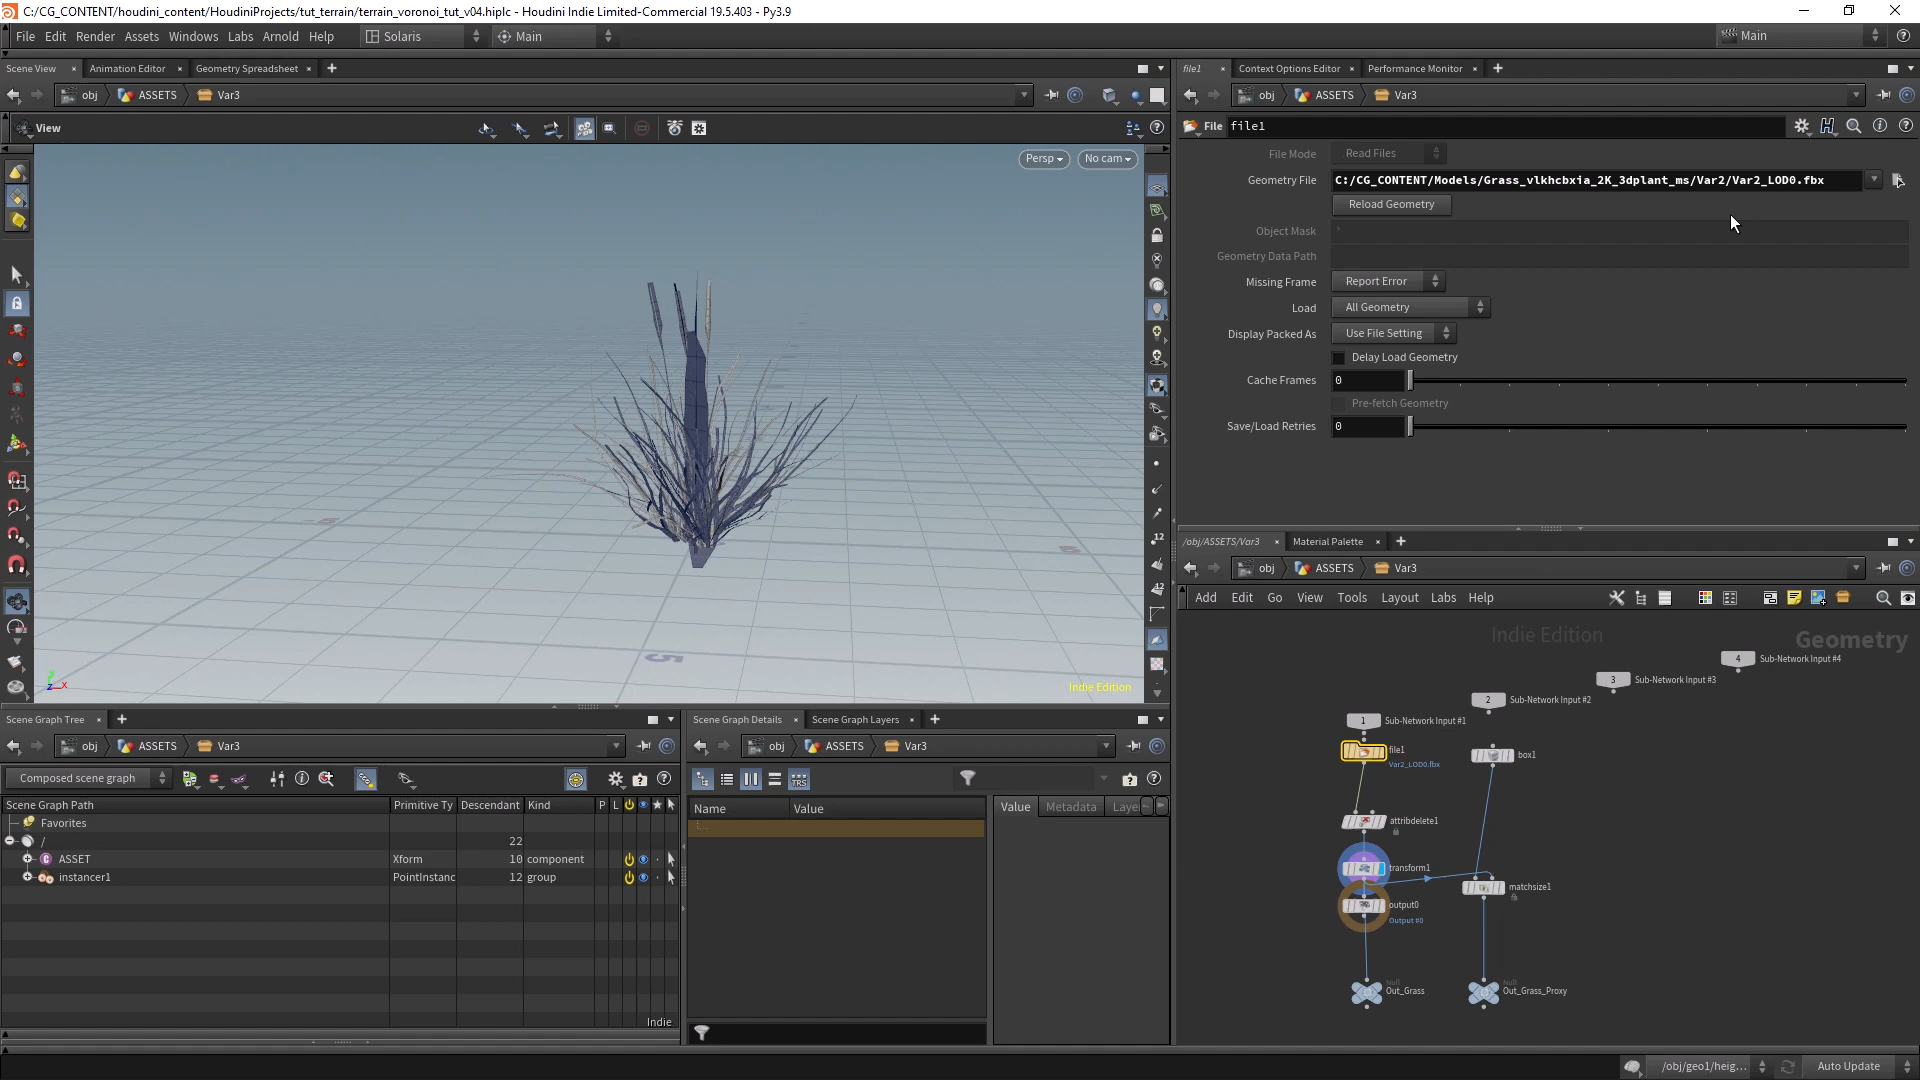 C:/CG_CONTENT/houdini_content/HoudiniProjects/tut_terrain/terrain_voronoi_tut_v04.hiplc - Houdini Indie Limited-Commercial 19.5.403 - Py3.9
File Edit Render Assets Windows Labs Arnold Help Solaris Main Main
Scene View Animation Editor Geometry Spreadsheet
obj ASSETS Var3
View
Persp No cam
5
Indie Edition
file1 Context Options Editor Performance Monitor
obj ASSETS Var3
File file1
File Mode Read Files
Geometry File C:/CG_CONTENT/Models/Grass_vlkhcbxia_2K_3dplant_ms/Var2/Var2_LOD0.fbx
Reload Geometry
Object Mask *
Geometry Data Path
Missing Frame Report Error
Load All Geometry
Display Packed As Use File Setting
Delay Load Geometry
Cache Frames 0
Pre-fetch Geometry
Save/Load Retries 0
/obj/ASSETS/Var3 Material Palette
obj ASSETS Var3
Add Edit Go View Tools Layout Labs Help
Indie Edition
Geometry
4 Sub-Network Input #4
3 Sub-Network Input #3
2 Sub-Network Input #2
1 Sub-Network Input #1
file1
Var2_LOD0.fbx
box1
attribdelete1
transform1
matchsize1
output0
Output #0
Null
Out_Grass
Null
Out_Grass_Proxy
Scene Graph Tree
obj ASSETS Var3
Composed scene graph
Scene Graph Path Primitive Ty Descendant Kind P L
Favorites
/ 22
ASSET Xform 10 component
instancer1 PointInstanc 12 group
Indie
Scene Graph Details Scene Graph Layers
obj ASSETS Var3
Name Value
Value Metadata Laye
/obj/geo1/heig... Auto Update